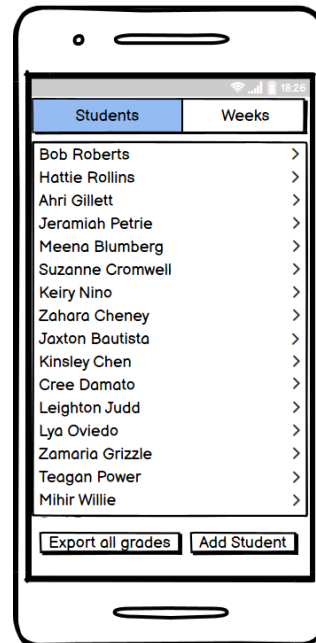 18:26
Students Weeks
Bob Roberts
Hattie Rollins
Ahri Gillett
Jeramiah Petrie
Meena Blumberg
Suzanne Cromwell
Keiry Nino
Zahara Cheney
Jaxton Bautista
Kinsley Chen
Cree Damato
Leighton Judd
Lya Oviedo
Zamaria Grizzle
Teagan Power
Mihir Willie
Export all grades Add Student